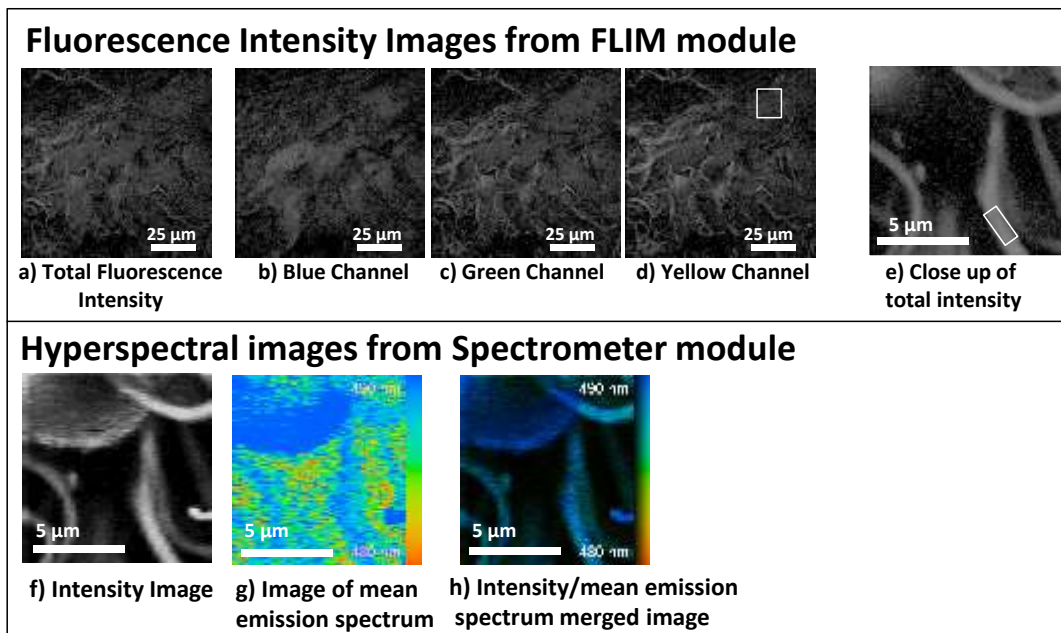 Fluorescence Intensity Images from FLIM module
25 µm
25 µm
25 µm
25 µm
5 µm
a) Total Fluorescence
Intensity
b) Blue Channel
c) Green Channel
d) Yellow Channel
e) Close up of
total intensity
Hyperspectral images from Spectrometer module
490 nm
490 nm
5 µm
5 µm
5 µm
480 nm
480 nm
f) Intensity Image
g) Image of mean
emission spectrum
h) Intensity/mean emission
spectrum merged image